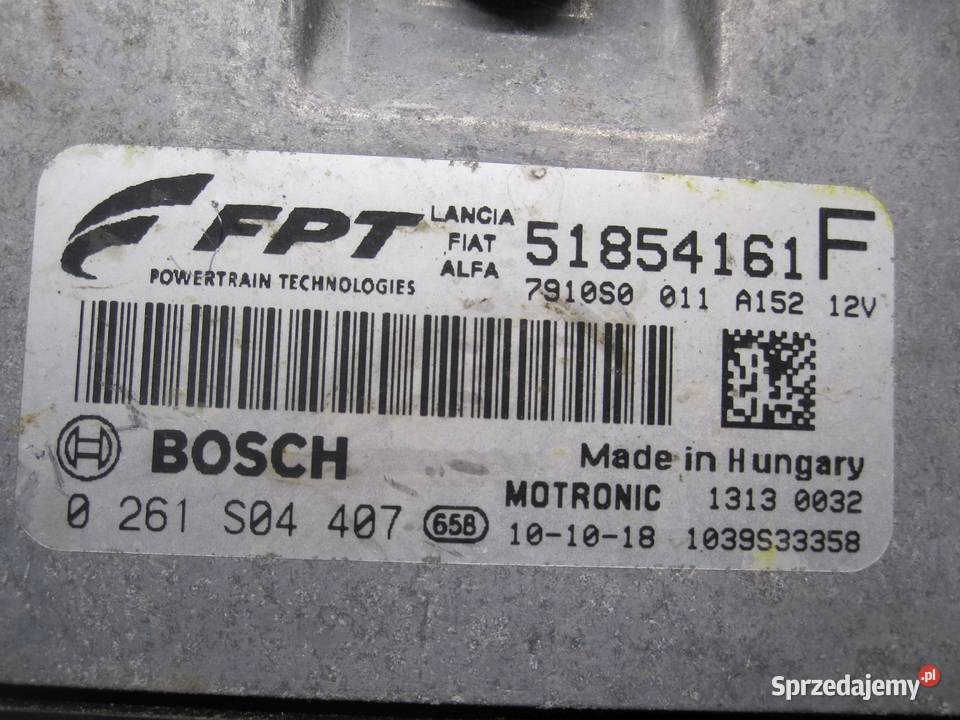 FPT
POWERTRAIN TECHNOLOGIES
LANCIA
FIAT
ALFA
51854161 F
7910S0 011 A152 12V
BOSCH
Made in Hungary
0 261 S04 407 658
MOTRONIC 1313 0032
10-10-18 1039S33358
Sprzedajemy.pl